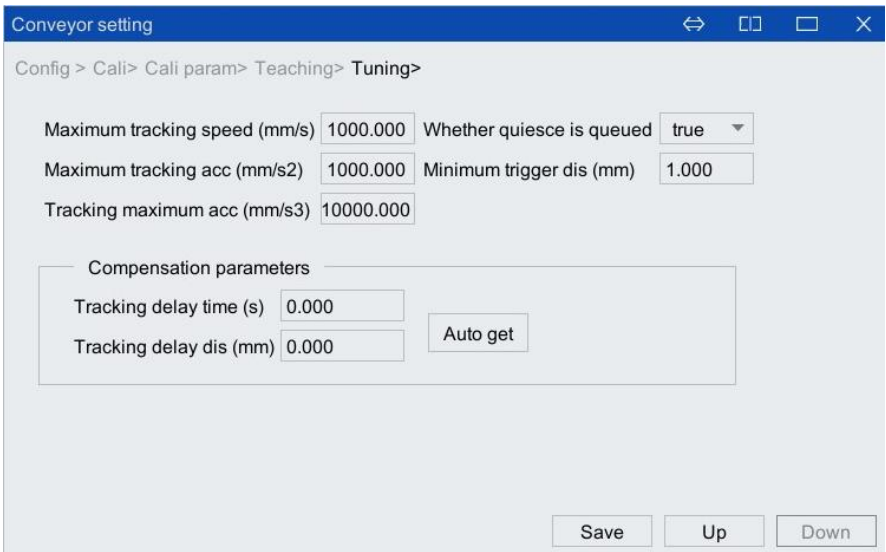 Conveyor setting
Config > Cali> Cali param> Teaching> Tuning>
Maximum tracking speed (mm/s) 1000.000 Whether quiesce is queued true
Maximum tracking acc (mm/s2) 1000.000 Minimum trigger dis (mm) 1.000
Tracking maximum acc (mm/s3) 10000.000
Compensation parameters
Tracking delay time (s) 0.000
Auto get
Tracking delay dis (mm) 0.000
Save Up Down